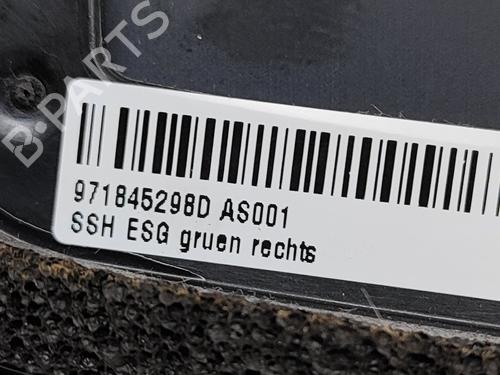 B-PARTS
971845298D AS001
SSH ESG gruen rechts